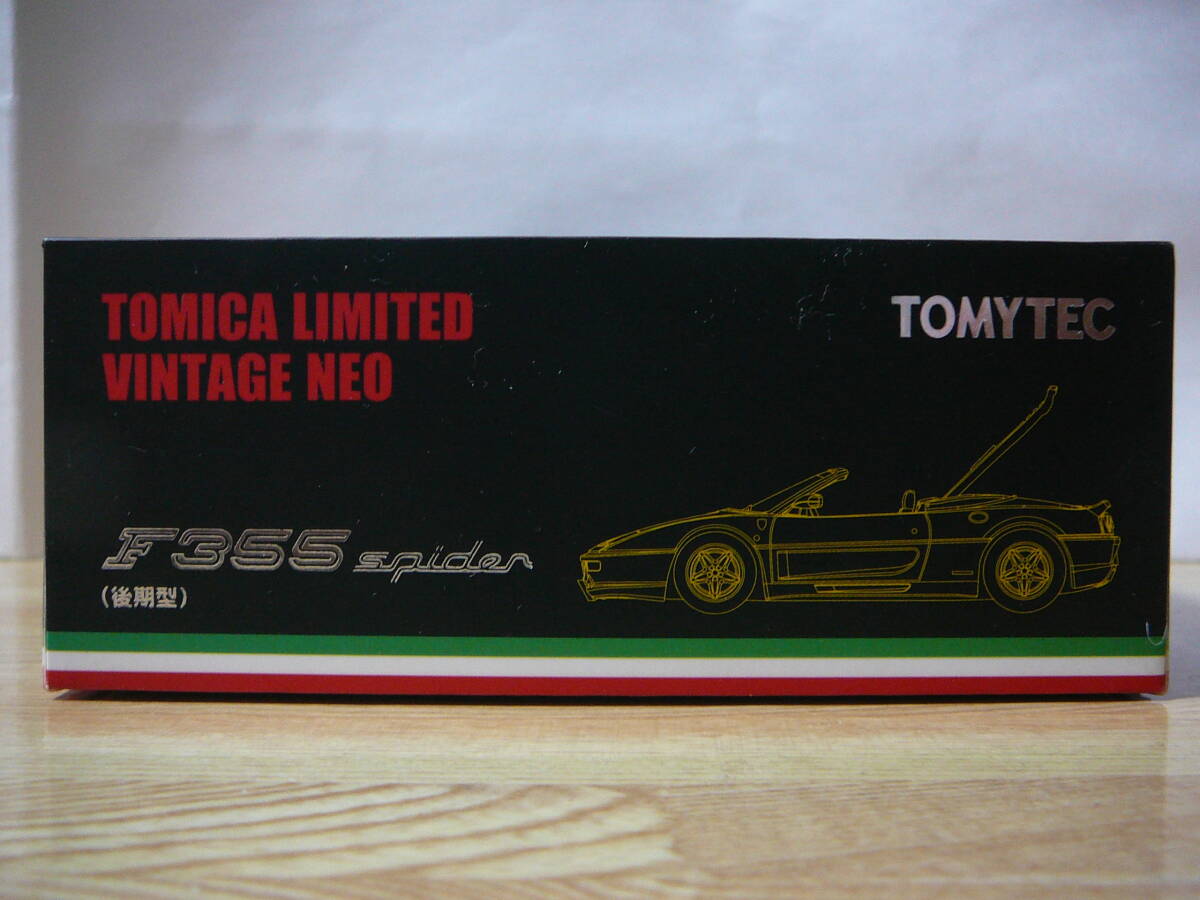 TOMICA LIMITED
VINTAGE NEO
TOMYTEC
F355 spider
(後期型)